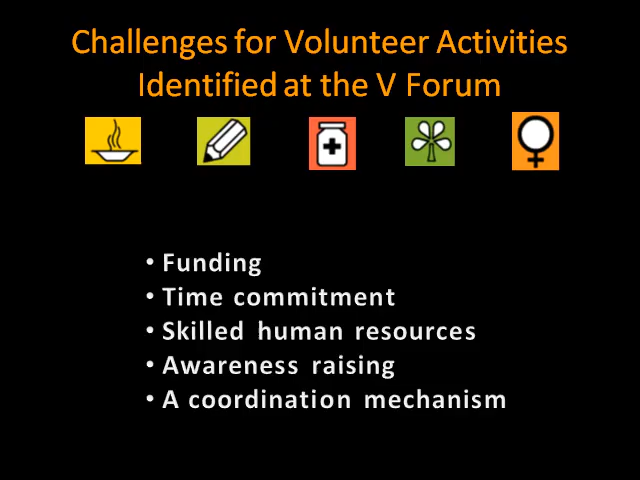 Challenges for Volunteer Activities
Identified at the V Forum
• Funding
• Time commitment
• Skilled human resources
• Awareness raising
• A coordination mechanism